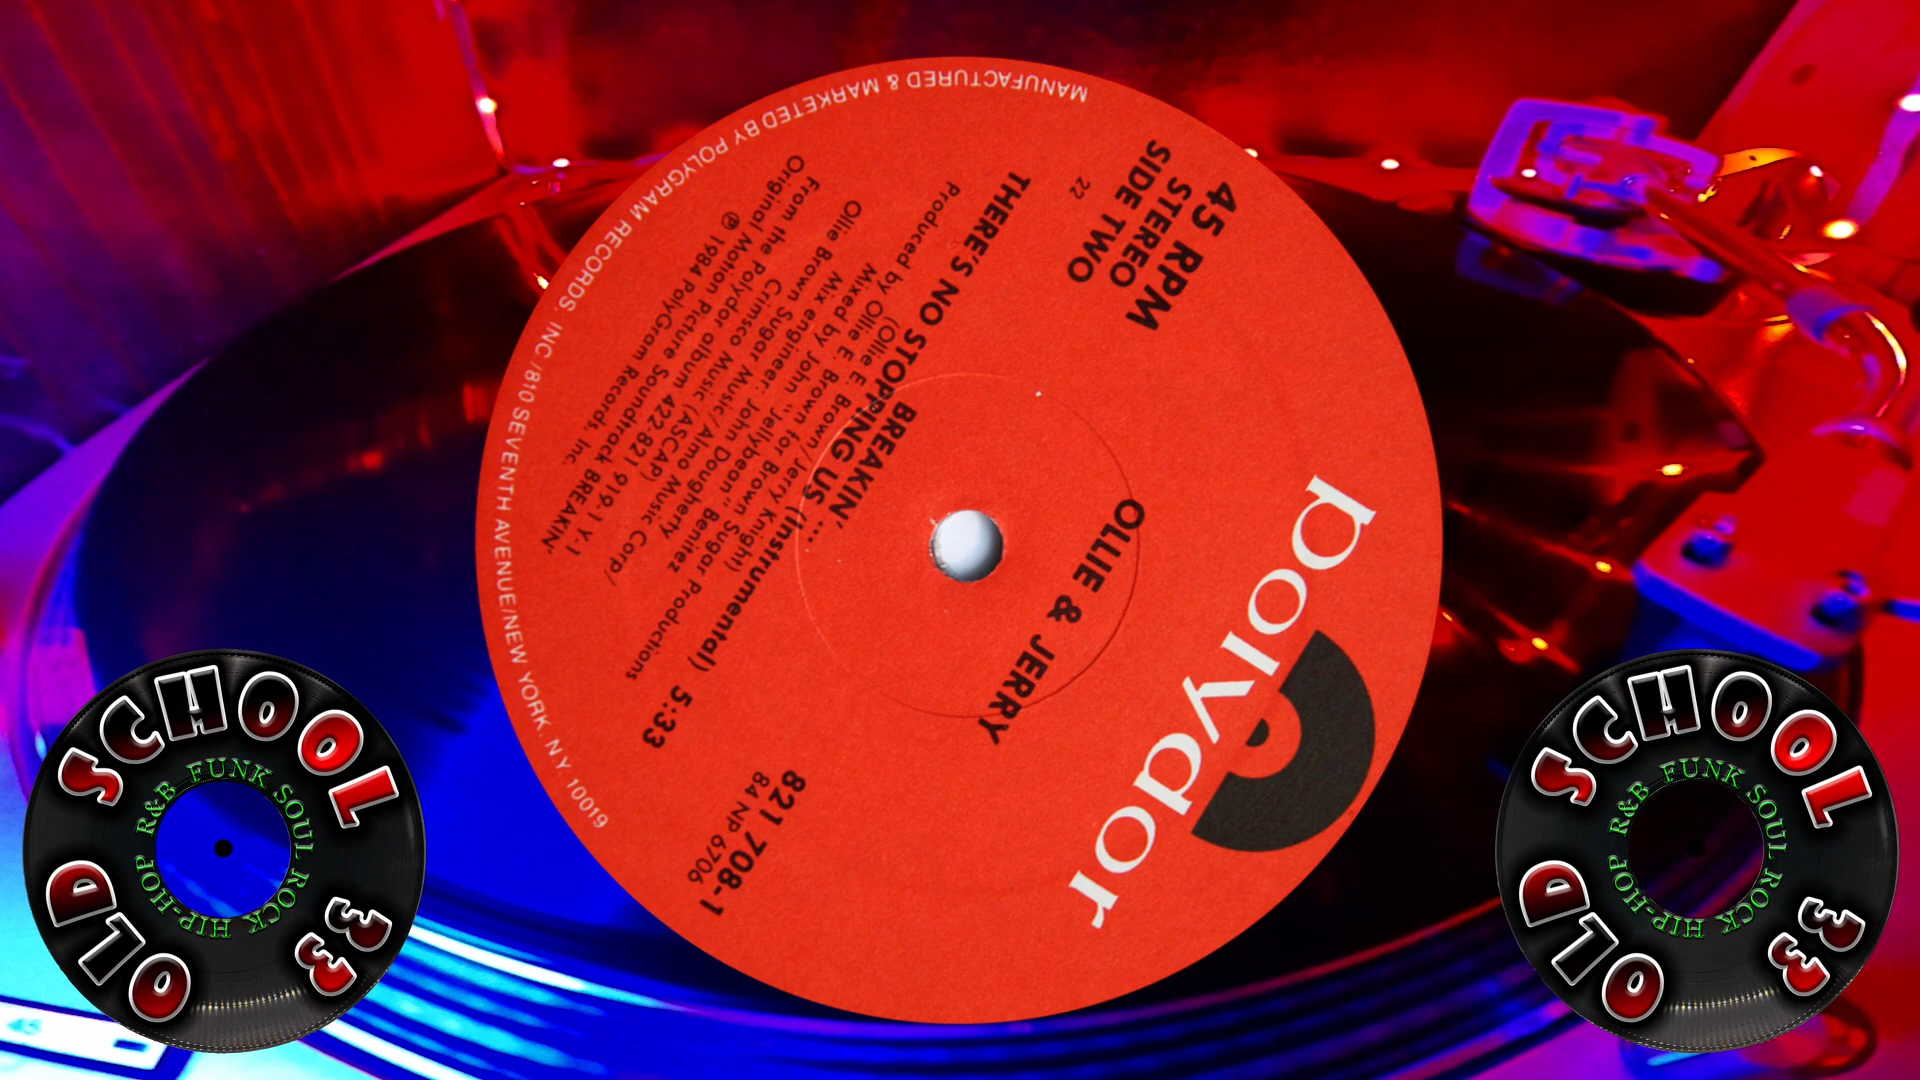 polydor
45 RPM
STEREO
SIDE TWO
22
OLLIE & JERRY
821 708-1
84 NP 6706
BREAKIN' ...
THERE'S NO STOPPING US (Instrumental) 5:33
(Ollie E. Brown/Jerry Knight)
Produced by Ollie E. Brown for Brown Sugar Productions
Mixed by John "Jellybean" Benitez
Mix engineer: John Dougherty
Ollie Brown Sugar Music/Almo Music Corp/
Crimsco Music (ASCAP)
From the Polydor album 422-821 919-1 Y-1
Original Motion Picture Soundtrack BREAKIN'
℗ 1984 PolyGram Records, Inc.
MANUFACTURED & MARKETED BY POLYGRAM RECORDS, INC./810 SEVENTH AVENUE/NEW YORK, N.Y. 10019
OLD SCHOOL 33
R&B FUNK SOUL ROCK HIP-HOP
OLD SCHOOL 33
R&B FUNK SOUL ROCK HIP-HOP
45